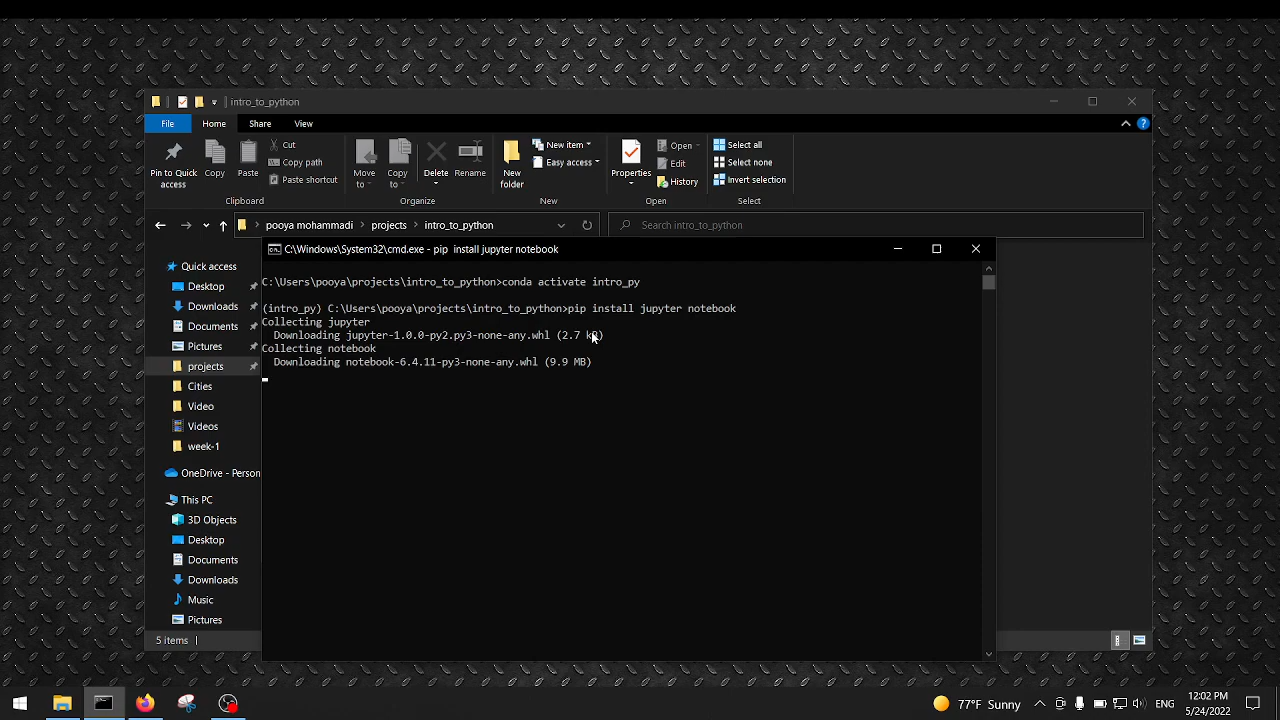 intro_to_python
File
Home
Share
View
Pin to Quick access
Copy
Paste
Cut
Copy path
Paste shortcut
Clipboard
Move to
Copy to
Delete
Rename
Organize
New folder
New item
Easy access
New
Properties
Open
Edit
History
Open
Select all
Select none
Invert selection
Select
pooya mohammadi > projects > intro_to_python
Search intro_to_python
C:\Windows\System32\cmd.exe - pip  install jupyter notebook
C:\Users\pooya\projects\intro_to_python>conda activate intro_py
(intro_py) C:\Users\pooya\projects\intro_to_python>pip install jupyter notebook
Collecting jupyter
Downloading jupyter-1.0.0-py2.py3-none-any.whl (2.7 kB)
Collecting notebook
Downloading notebook-6.4.11-py3-none-any.whl (9.9 MB)
Quick access
Desktop
Downloads
Documents
Pictures
projects
Cities
Video
Videos
week-1
OneDrive - Person
This PC
3D Objects
Desktop
Documents
Downloads
Music
Pictures
5 items
77°F Sunny
ENG
12:02 PM
5/24/2022